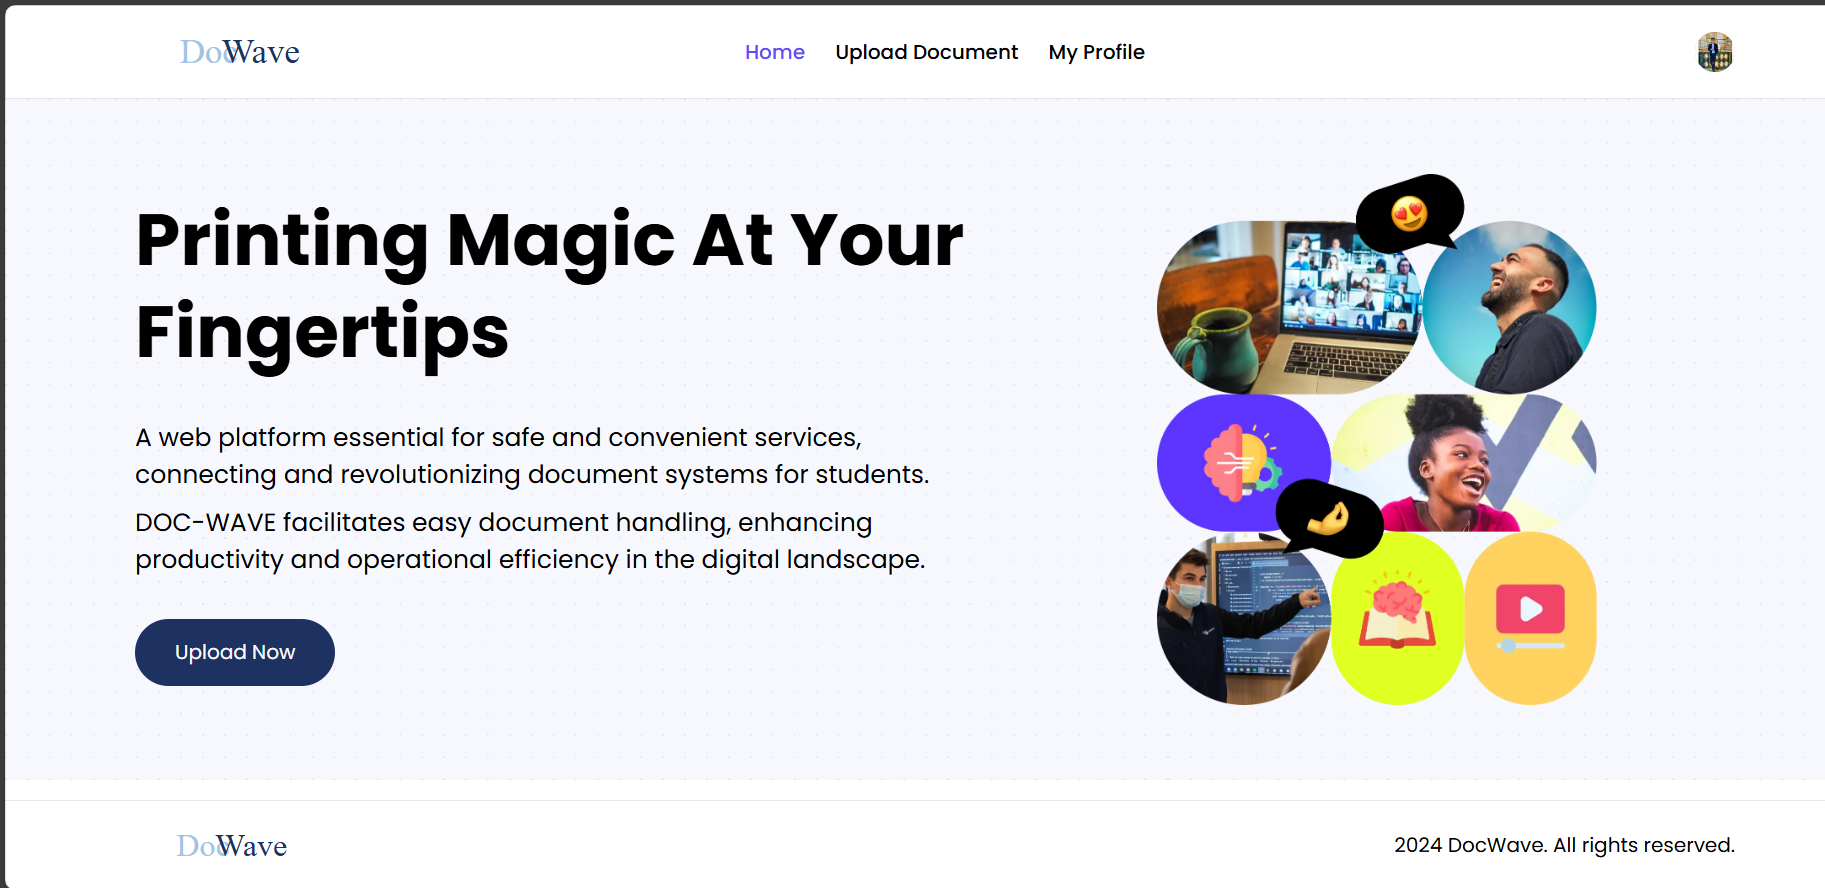 DocWave
Home
Upload Document
My Profile
Printing Magic At Your
Fingertips
A web platform essential for safe and convenient services,
connecting and revolutionizing document systems for students.
DOC-WAVE facilitates easy document handling, enhancing
productivity and operational efficiency in the digital landscape.
Upload Now
DocWave
2024 DocWave. All rights reserved.